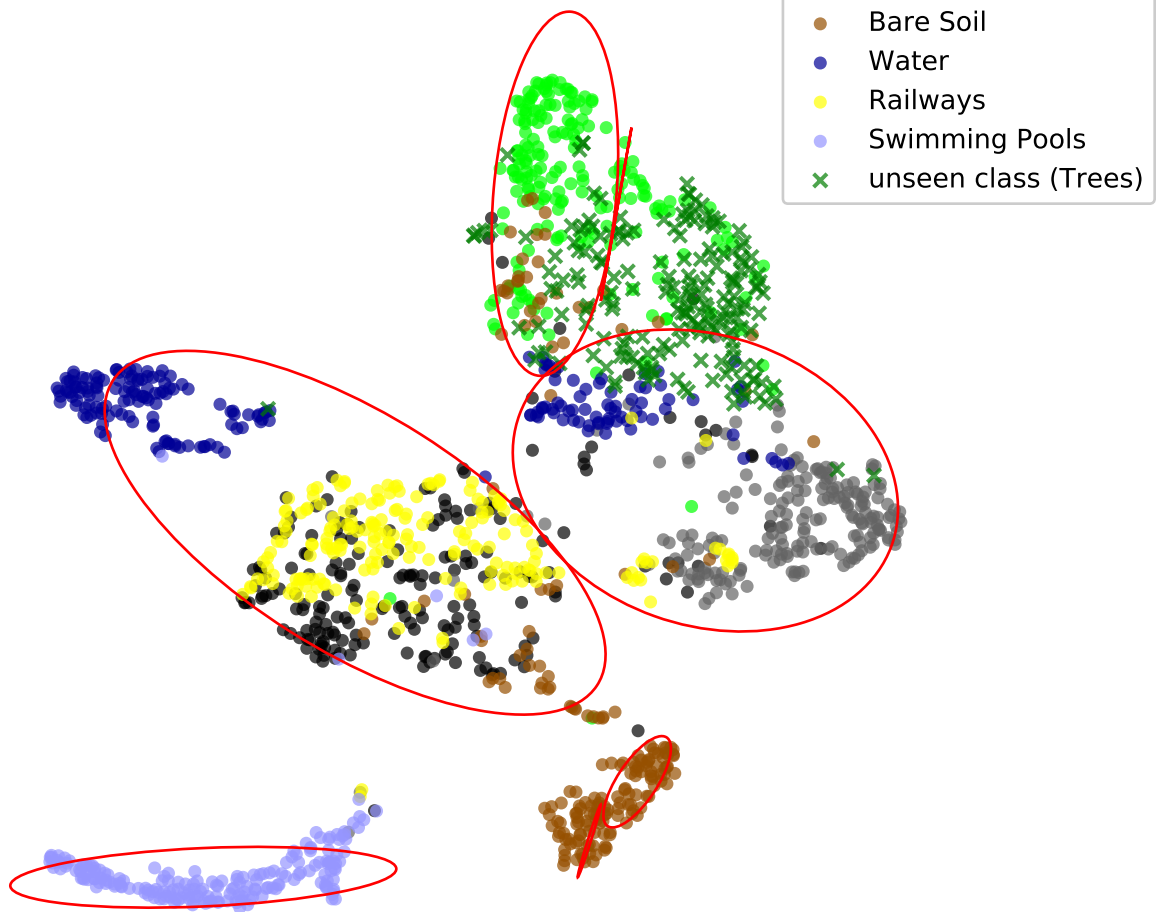 Bare Soil
Water
Railways
Swimming Pools
unseen class (Trees)